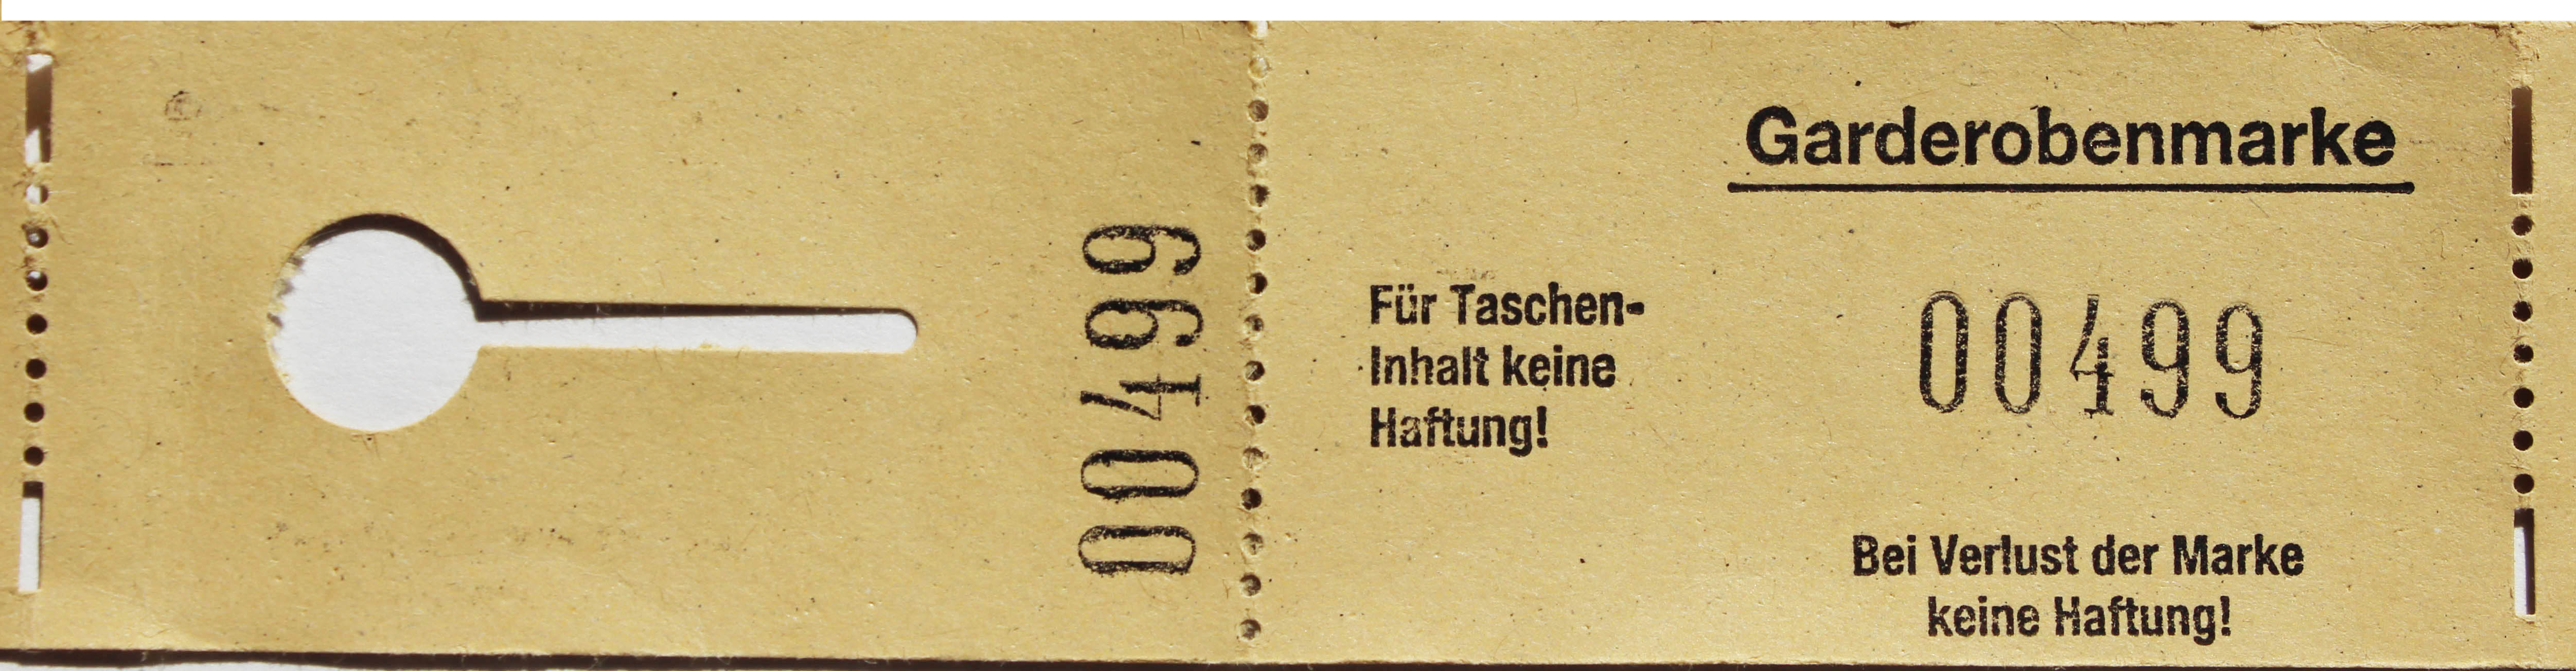 00499
Garderobenmarke
Für Taschen-
Inhalt keine
Haftung!
00499
Bei Verlust der Marke
keine Haftung!